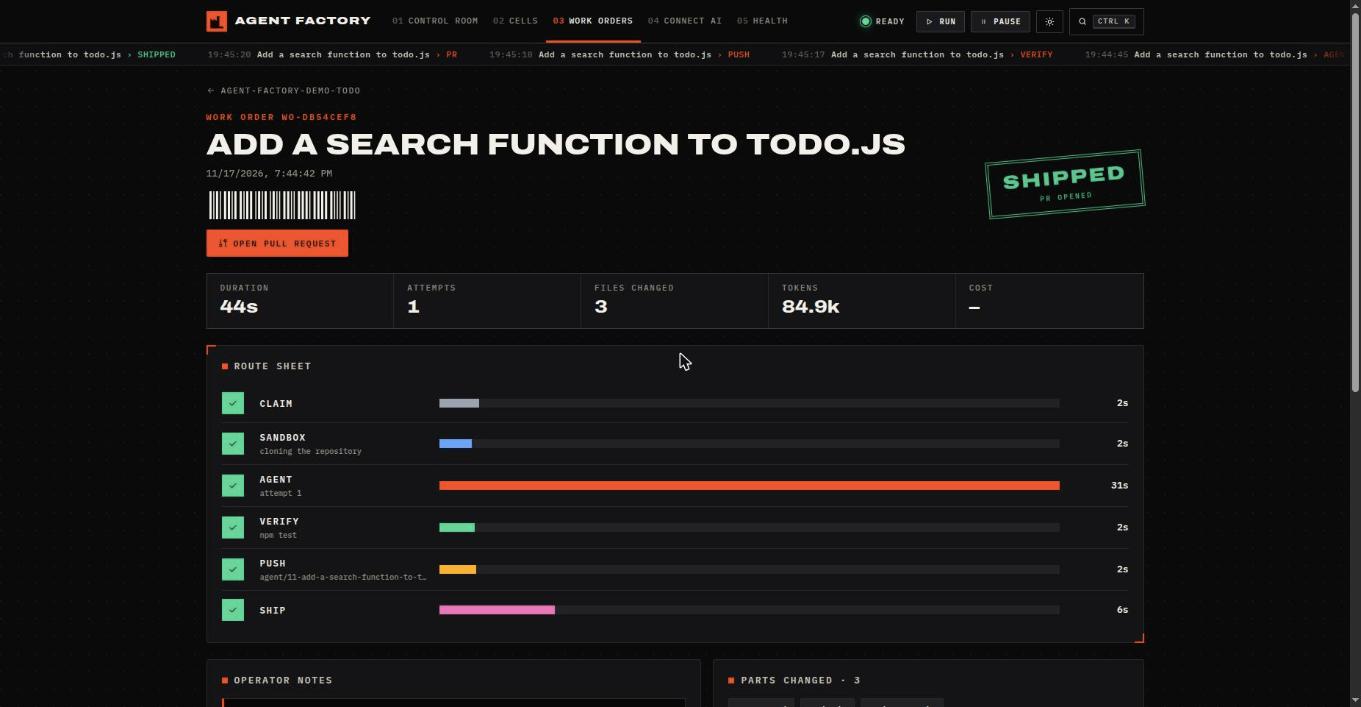 AGENT FACTORY 01 CONTROL ROOM 02 CELLS 03 WORK ORDERS 04 CONNECT AI 05 HEALTH READY RUN PAUSE CTRL K
ch function to todo.js › SHIPPED 19:45:20 Add a search function to todo.js › PR 19:45:18 Add a search function to todo.js › PUSH 19:45:17 Add a search function to todo.js › VERIFY 19:44:45 Add a search function to todo.js › AGEN
← AGENT-FACTORY-DEMO-TODO
WORK ORDER WO-DB54CEF8
ADD A SEARCH FUNCTION TO TODO.JS
11/17/2026, 7:44:42 PM
SHIPPED
PR OPENED
OPEN PULL REQUEST
DURATION ATTEMPTS FILES CHANGED TOKENS COST
44s 1 3 84.9k —
ROUTE SHEET
CLAIM 2s
SANDBOX 2s
cloning the repository
AGENT 31s
attempt 1
VERIFY 2s
npm test
PUSH 2s
agent/11-add-a-search-function-to-t…
SHIP 6s
OPERATOR NOTES PARTS CHANGED · 3